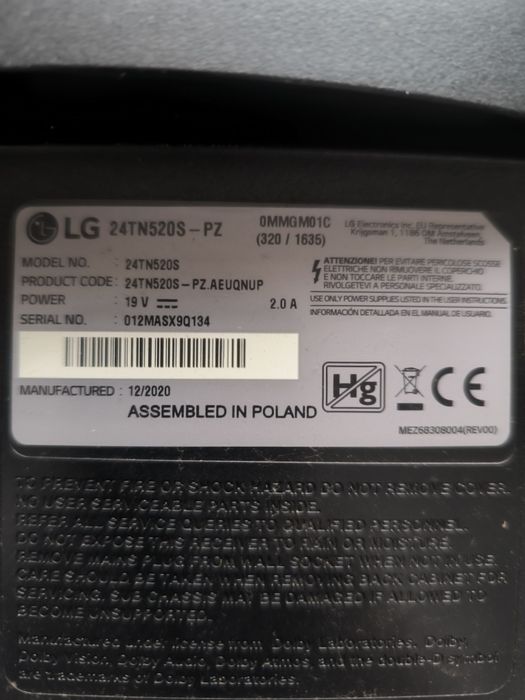 LG 24TN520S-PZ 0MMGM01C
(320 / 1635)
LG Electronics Inc. EU Representative
Krijgsman 1, 1186 DM Amstelveen
The Netherlands
MODEL NO. : 24TN520S
PRODUCT CODE : 24TN520S-PZ.AEUQNUP
POWER : 19 V ⎓ 2.0 A
SERIAL NO. : 012MASX9Q134
ATTENZIONE! PER EVITARE PERICOLOSE SCOSSE
ELETTRICHE NON RIMUOVERE IL COPERCHIO
E NON TOCCARE LE PARTI INTERNE.
RIVOLGETEVI A PERSONALE SPECIALIZZATO.
USE ONLY POWER SUPPLIES LISTED IN THE USER INSTRUCTIONS.
INFORMACIÓN DETALLADA EN EL MANUAL DE USUARIO.
MANUFACTURED : 12/2020
ASSEMBLED IN POLAND
Hg
CE
MEZ68308004(REV00)
TO PREVENT FIRE OR SHOCK HAZARD DO NOT REMOVE COVER.
NO USER SERVICEABLE PARTS INSIDE.
REFER ALL SERVICE QUERIES TO QUALIFIED PERSONNEL.
DO NOT EXPOSE THIS RECEIVER TO RAIN OR MOISTURE.
REMOVE MAINS PLUG FROM WALL SOCKET WHEN NOT IN USE.
CARE SHOULD BE TAKEN WHEN REMOVING BACK CABINET FOR
SERVICING, SUB CHASSIS MAY BE DAMAGED IF ALLOWED TO
BECOME UNSUPPORTED.
Manufactured under license from Dolby Laboratories. Dolby,
Dolby Vision, Dolby Audio, Dolby Atmos, and the double-D symbol
are trademarks of Dolby Laboratories.